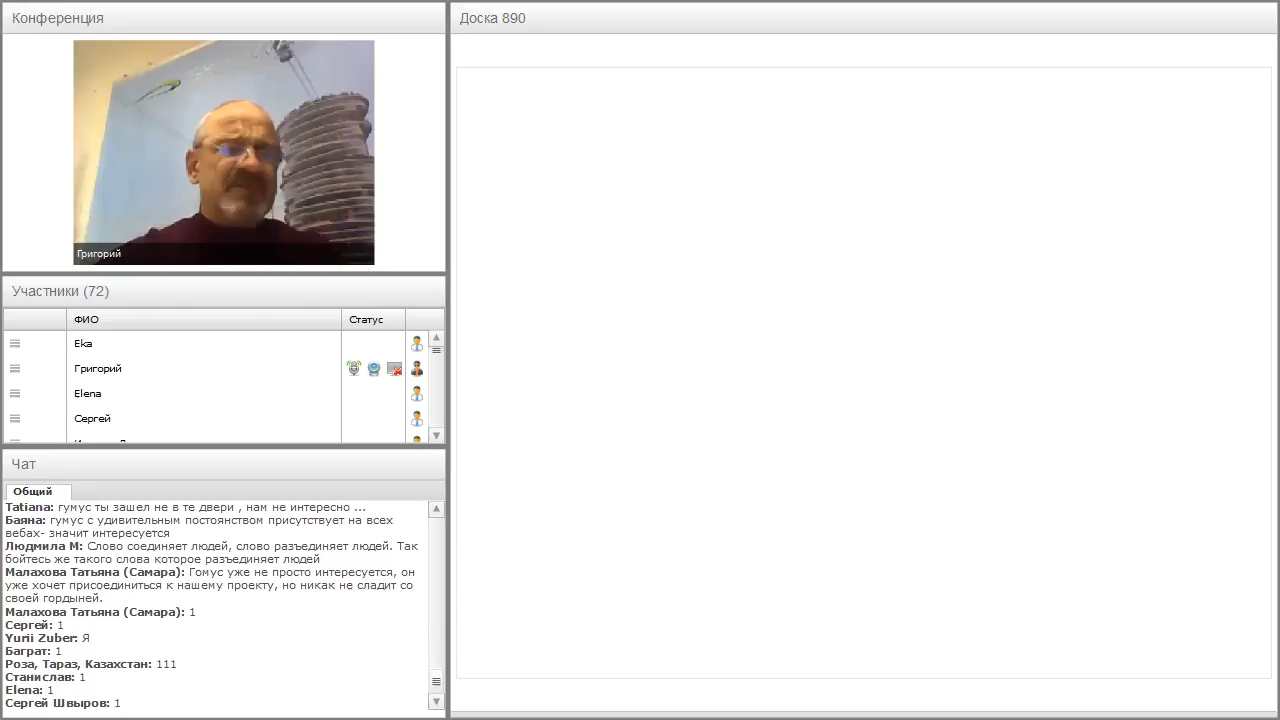 Конференция
Григорий
Участники (72)
ФИО
Статус
Eka
Григорий
Elena
Сергей
Чат
Общий
Tatiana: гумус ты зашел не в те двери , нам не интересно ...
Баяна: гумус с удивительным постоянством присутствует на всех
вебах- значит интересуется
Людмила М: Слово соединяет людей, слово разъединяет людей. Так
бойтесь же такого слова которое разъединяет людей
Малахова Татьяна (Самара): Гомус уже не просто интересуется, он
уже хочет присоединиться к нашему проекту, но никак не сладит со
своей гордыней.
Малахова Татьяна (Самара): 1
Сергей: 1
Yurii Zuber: Я
Баграт: 1
Роза, Тараз, Казахстан: 111
Станислав: 1
Elena: 1
Сергей Швыров: 1
Доска 890